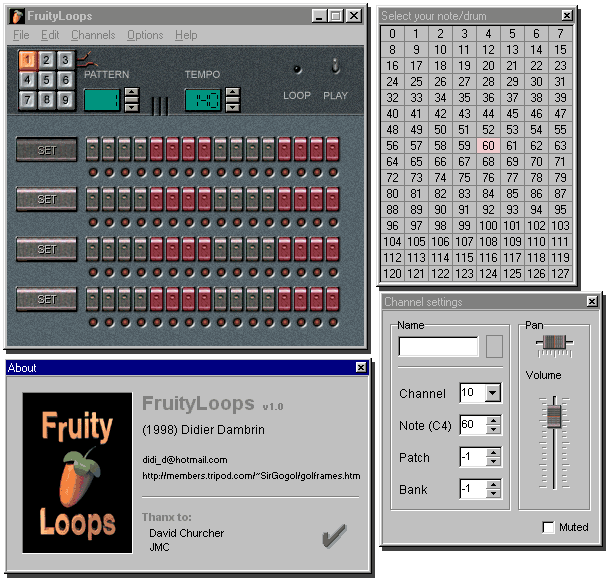 FruityLoops
File Edit Channels Options Help
1 2 3
4 5 6
7 8 9
PATTERN
1
TEMPO
140
LOOP
PLAY
SET
SET
SET
SET
Select your note/drum
0 1 2 3 4 5 6 7
8 9 10 11 12 13 14 15
16 17 18 19 20 21 22 23
24 25 26 27 28 29 30 31
32 33 34 35 36 37 38 39
40 41 42 43 44 45 46 47
48 49 50 51 52 53 54 55
56 57 58 59 60 61 62 63
64 65 66 67 68 69 70 71
72 73 74 75 76 77 78 79
80 81 82 83 84 85 86 87
88 89 90 91 92 93 94 95
96 97 98 99 100 101 102 103
104 105 106 107 108 109 110 111
112 113 114 115 116 117 118 119
120 121 122 123 124 125 126 127
About
Fruity
Loops
FruityLoops v1.0
(1998) Didier Dambrin
didi_d@hotmail.com
http://members.tripod.com/~SirGogol/golframes.htm
Thanx to:
David Churcher
JMC
Channel settings
Name
Pan
Volume
Channel 10
Note (C4) 60
Patch -1
Bank -1
Muted